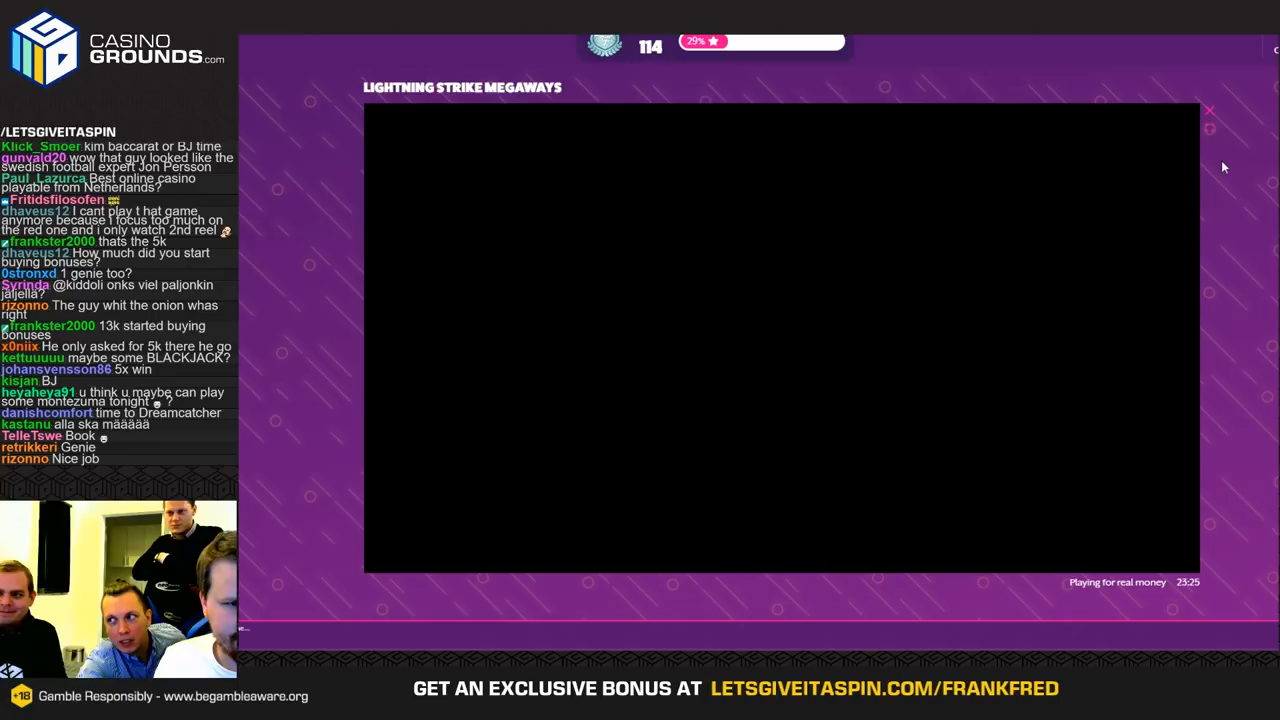 CASINO
GROUNDS.com
114
29%
LIGHTNING STRIKE MEGAWAYS
/LETSGIVEITASPIN
Klick_Smoer kim baccarat or BJ time
gunvald20 wow that guy looked like the
swedish football expert Jon Persson
Paul_Lazurca Best online casino
playable from Netherlands?
Fritidsfilosofen
dhaveus12 I cant play t hat game
anymore because i focus too much on
the red one and i only watch 2nd reel
frankster2000 thats the 5k
dhaveus12 How much did you start
buying bonuses?
0stronxd 1 genie too?
Syrinda @kiddoli onks viel paljonkin
jäljellä?
rizonno The guy whit the onion whas
right
frankster2000 13k started buying
bonuses
x0niix He only asked for 5k there he go
kettuuuuu maybe some BLACKJACK?
johansvensson86 5x win
kisjan BJ
heyaheya91 u think u maybe can play
some montezuma tonight ?
danishcomfort time to Dreamcatcher
kastanu alla ska määäää
TelleTswe Book
retrikkeri Genie
rizonno Nice job
Playing for real money 23:25
+18 Gamble Responsibly - www.begambleaware.org
GET AN EXCLUSIVE BONUS AT LETSGIVEITASPIN.COM/FRANKFRED